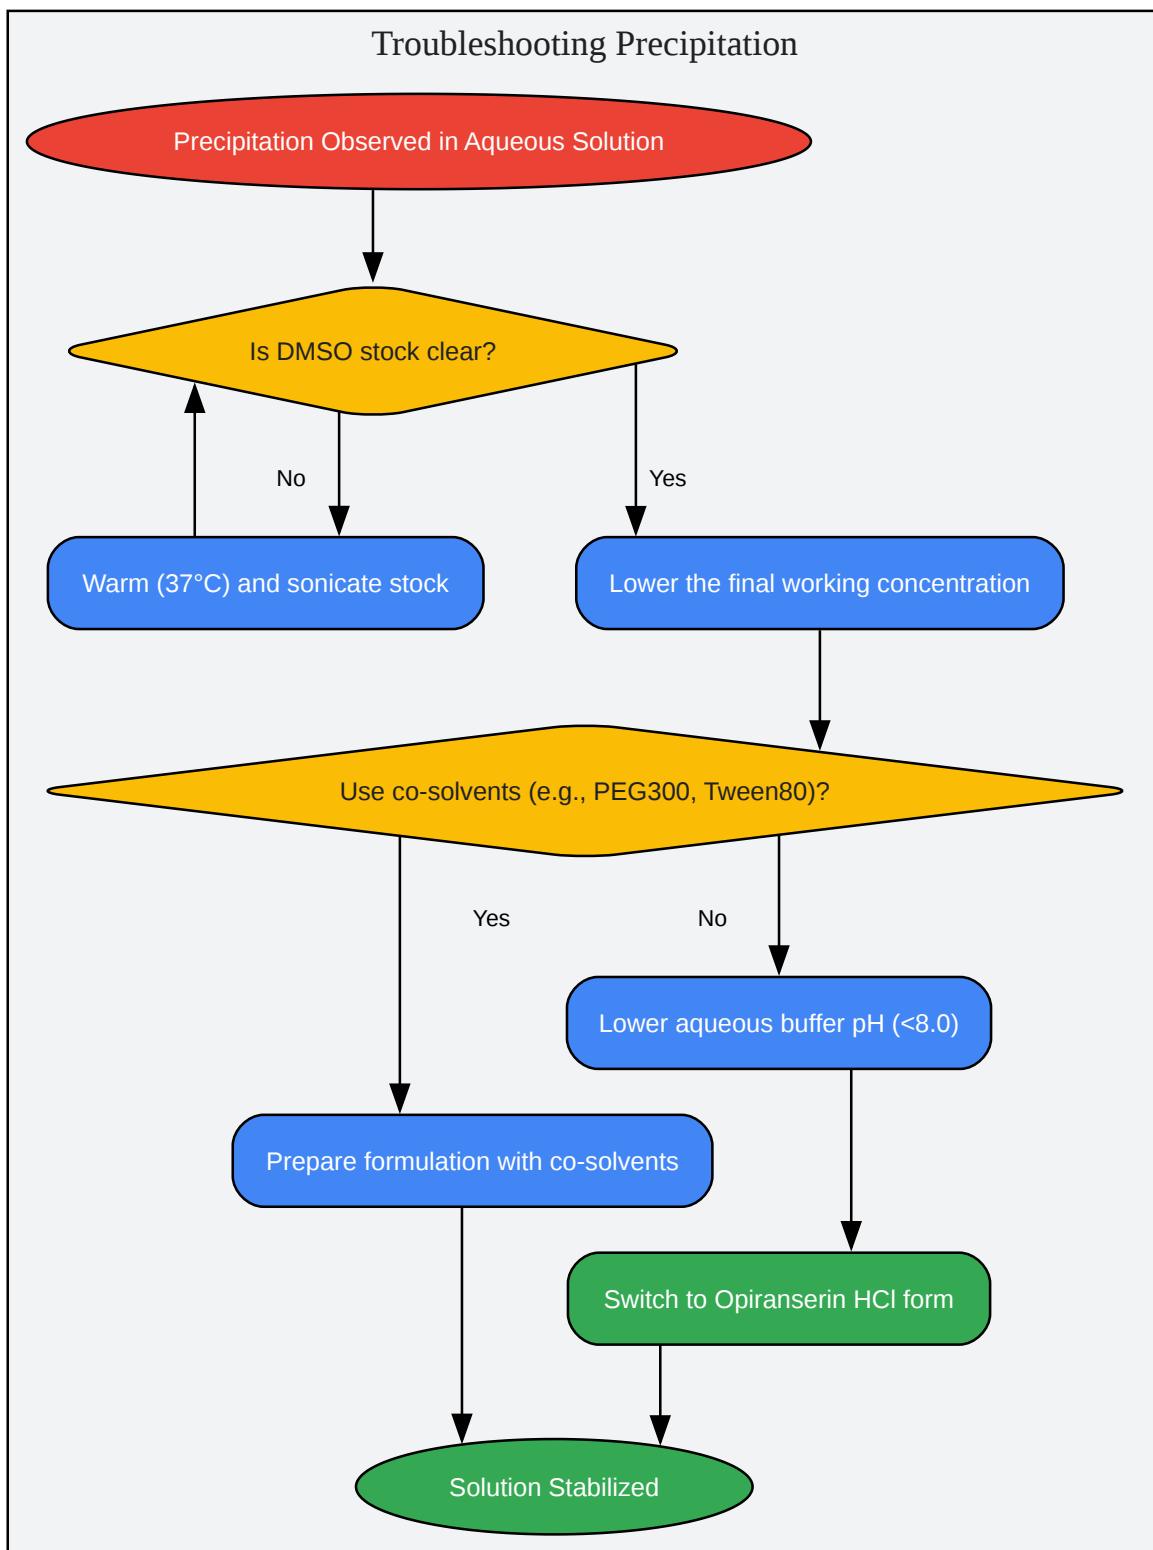 Troubleshooting Precipitation
Precipitation Observed in Aqueous Solution
Is DMSO stock clear?
No
Yes
Warm (37°C) and sonicate stock
Lower the final working concentration
Use co-solvents (e.g., PEG300, Tween80)?
Yes
No
Lower aqueous buffer pH (<8.0)
Prepare formulation with co-solvents
Switch to Opiranserin HCl form
Solution Stabilized